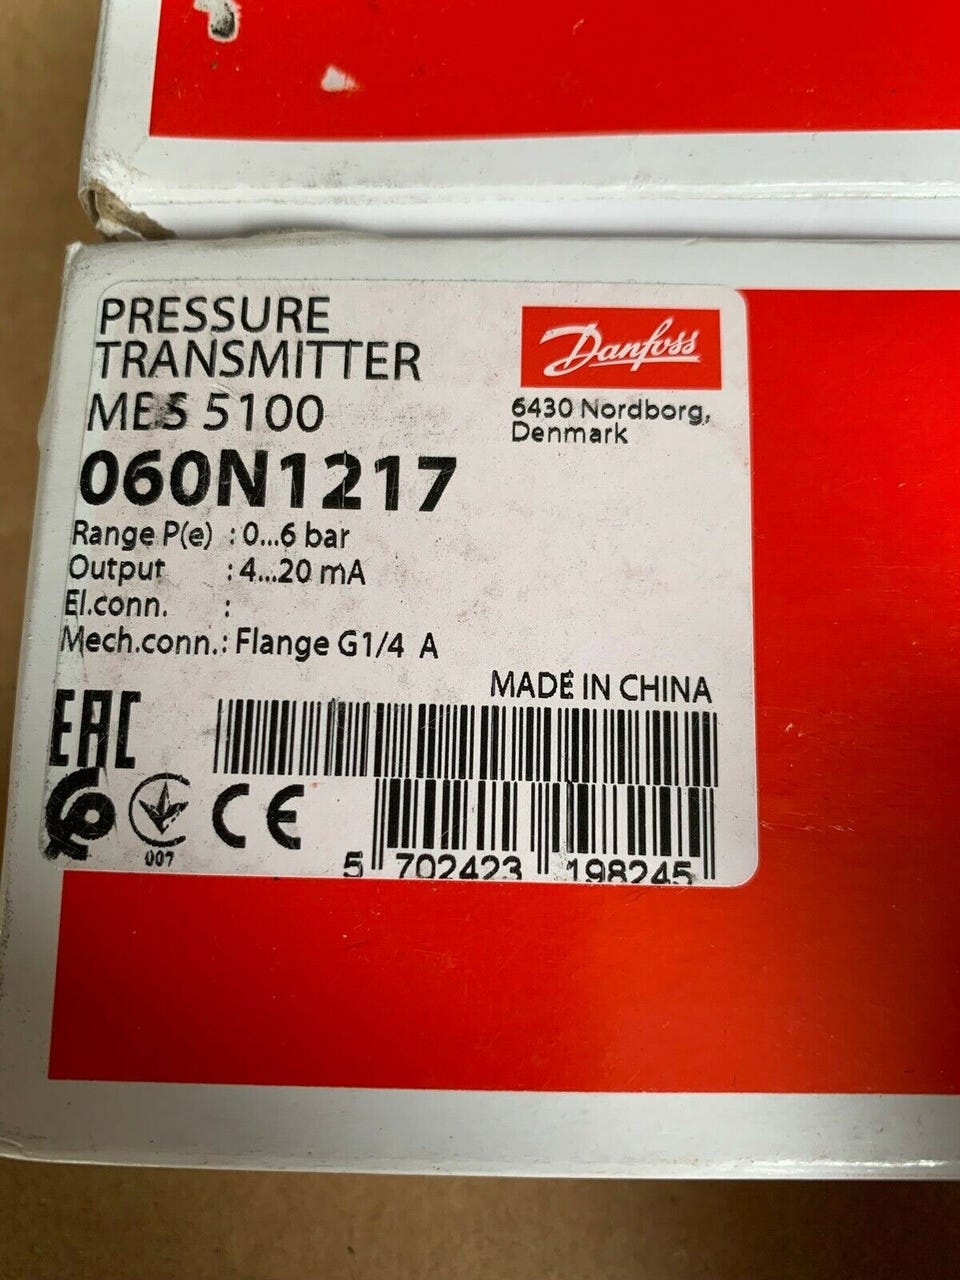 PRESSURE
TRANSMITTER
MBS 5100
060N1217
Range P(e) : 0...6 bar
Output : 4...20 mA
El.conn. :
Mech.conn.: Flange G1/4 A
Danfoss
6430 Nordborg,
Denmark
MADE IN CHINA
EAC
007
CE
5 702423 198245